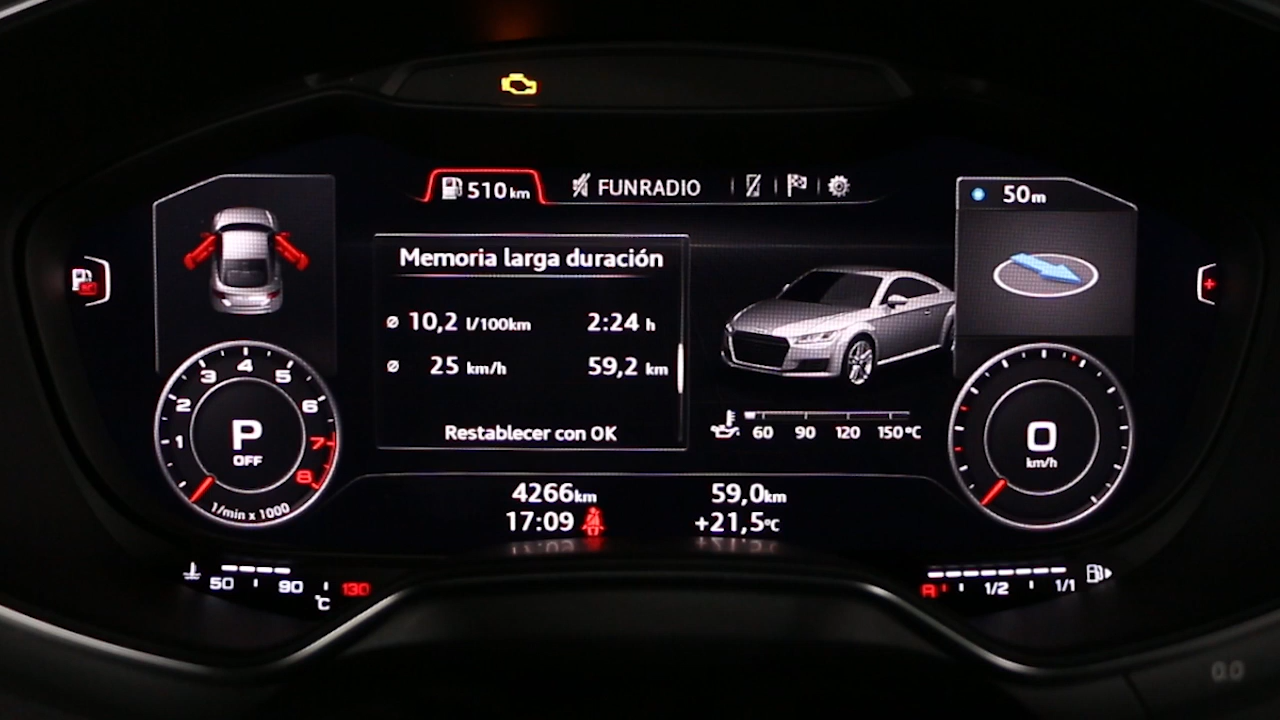 510 km FUNRADIO
50 m
Memoria larga duración
ø 10,2 l/100km 2:24 h
ø 25 km/h 59,2 km
Restablecer con OK
60 90 120 150°C
1 2 3 4 5 6 7 8
P
OFF
1/min x 1000
0
km/h
4266 km 59,0 km
17:09 +21,5 °C
50 90 130
°C
R 1/2 1/1
0.0